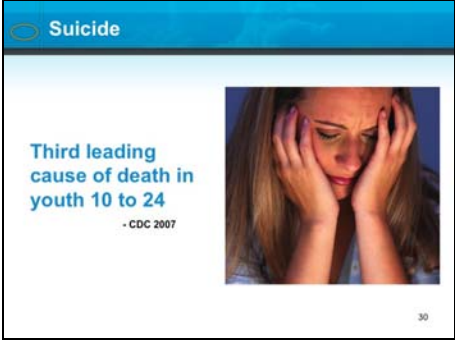 Suicide
Third leading
cause of death in
youth 10 to 24
- CDC 2007
30